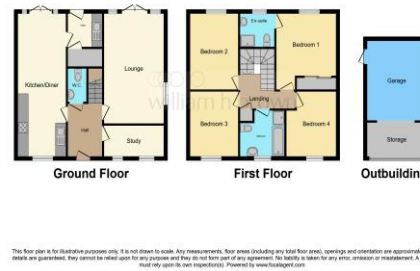 En-suite
Bedroom 2
Bedroom 1
Kitchen/Diner
Lounge
W.C
Garage
Landing
Hall
Bedroom 3
Bedroom 4
Study
Storage
Ground Floor
First Floor
Outbuildin
This floor plan is for illustrative purposes only. It is not drawn to scale. Any measurements, floor areas (including any total floor area), openings and orientation are approximate
details are guaranteed, they cannot be relied upon for any purpose and they do not form part of any agreement. No liability is taken for any error, omission or misstatement. A
must rely upon its own inspection(s). Powered by www.focalagent.com